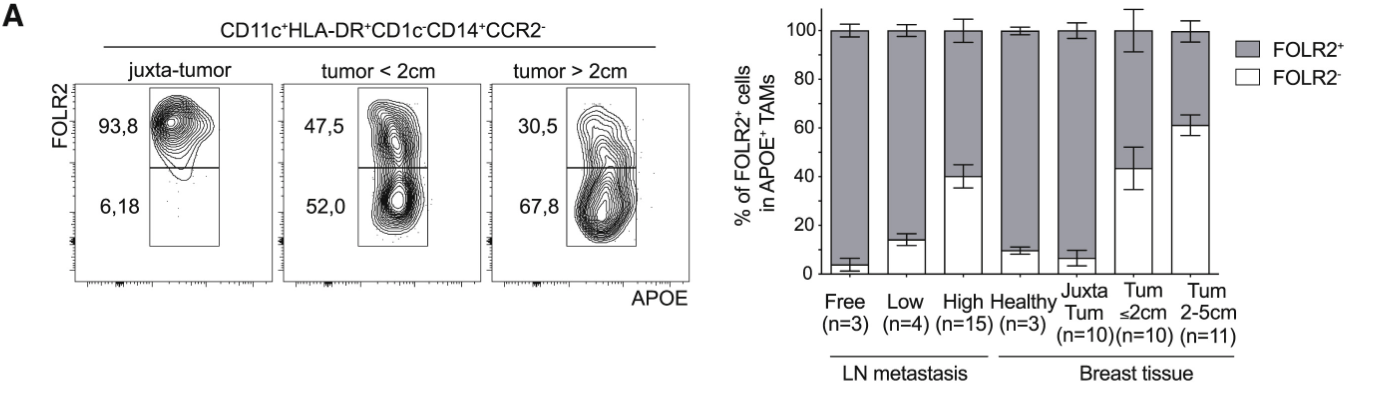 A
CD11c⁺HLA-DR⁺CD1c⁻CD14⁺CCR2⁻
juxta-tumor
tumor < 2cm
tumor > 2cm
FOLR2
93,8
6,18
47,5
52,0
30,5
67,8
APOE
% of FOLR2⁺ cells
in APOE⁺ TAMs
100
80
60
40
20
0
FOLR2⁺
FOLR2⁻
Free
(n=3)
Low
(n=4)
High
(n=15)
Healthy
(n=3)
Juxta
Tum
(n=10)
Tum
≤2cm
(n=10)
Tum
2-5cm
(n=11)
LN metastasis
Breast tissue